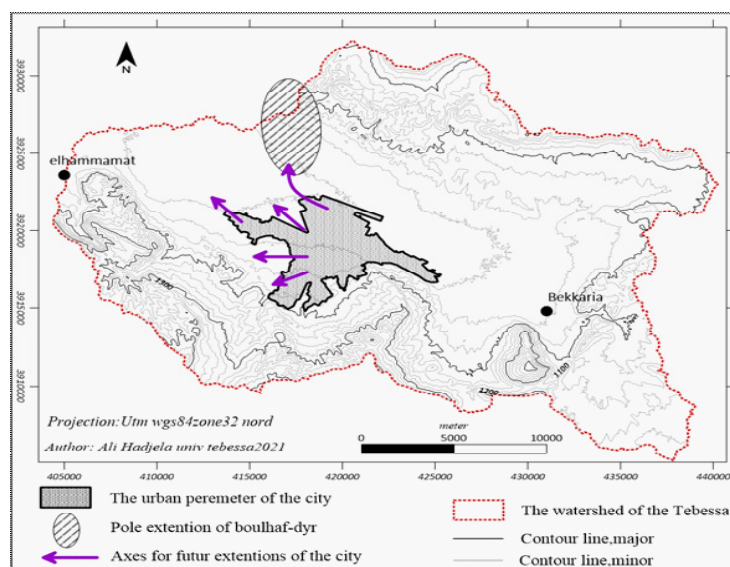 N
3930000
3925000
3920000
3915000
3910000
elhammamat
Bekkaria
1300
1200
1100
Projection:Utm wgs84zone32 nord
Author: Ali Hadjela univ tebessa2021
meter
0 5000 10000
405000 410000 415000 420000 425000 430000 435000 440000
The urban peremeter of the city
Pole extention of boulhaf-dyr
Axes for futur extentions of the city
The watershed of the Tebessa
Contour line,major
Contour line,minor